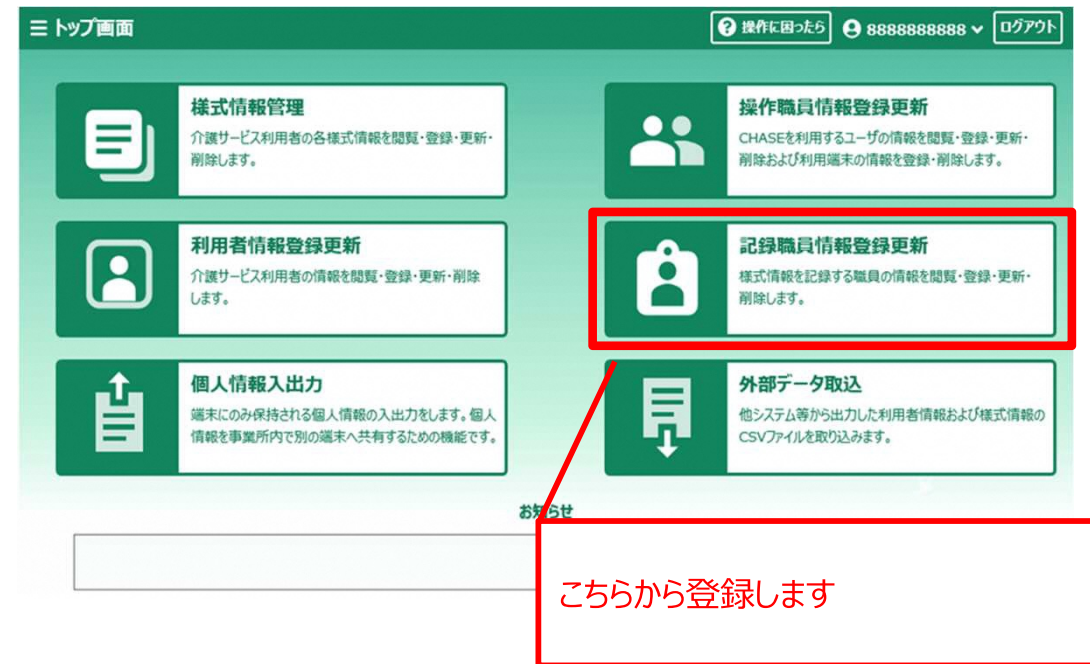 トップ画面
操作に困ったら
8888888888
ログアウト
様式情報管理
介護サービス利用者の各様式情報を閲覧・登録・更新・
削除します。
操作職員情報登録更新
CHASEを利用するユーザの情報を閲覧・登録・更新・
削除および利用端末の情報を登録・削除します。
利用者情報登録更新
介護サービス利用者の情報を閲覧・登録・更新・削除
します。
記録職員情報登録更新
様式情報を記録する職員の情報を閲覧・登録・更新・
削除します。
個人情報入出力
端末にのみ保持される個人情報の入出力をします。個人
情報を事業所内で別の端末へ共有するための機能です。
外部データ取込
他システム等から出力した利用者情報および様式情報の
CSVファイルを取り込みます。
お知らせ
こちらから登録します